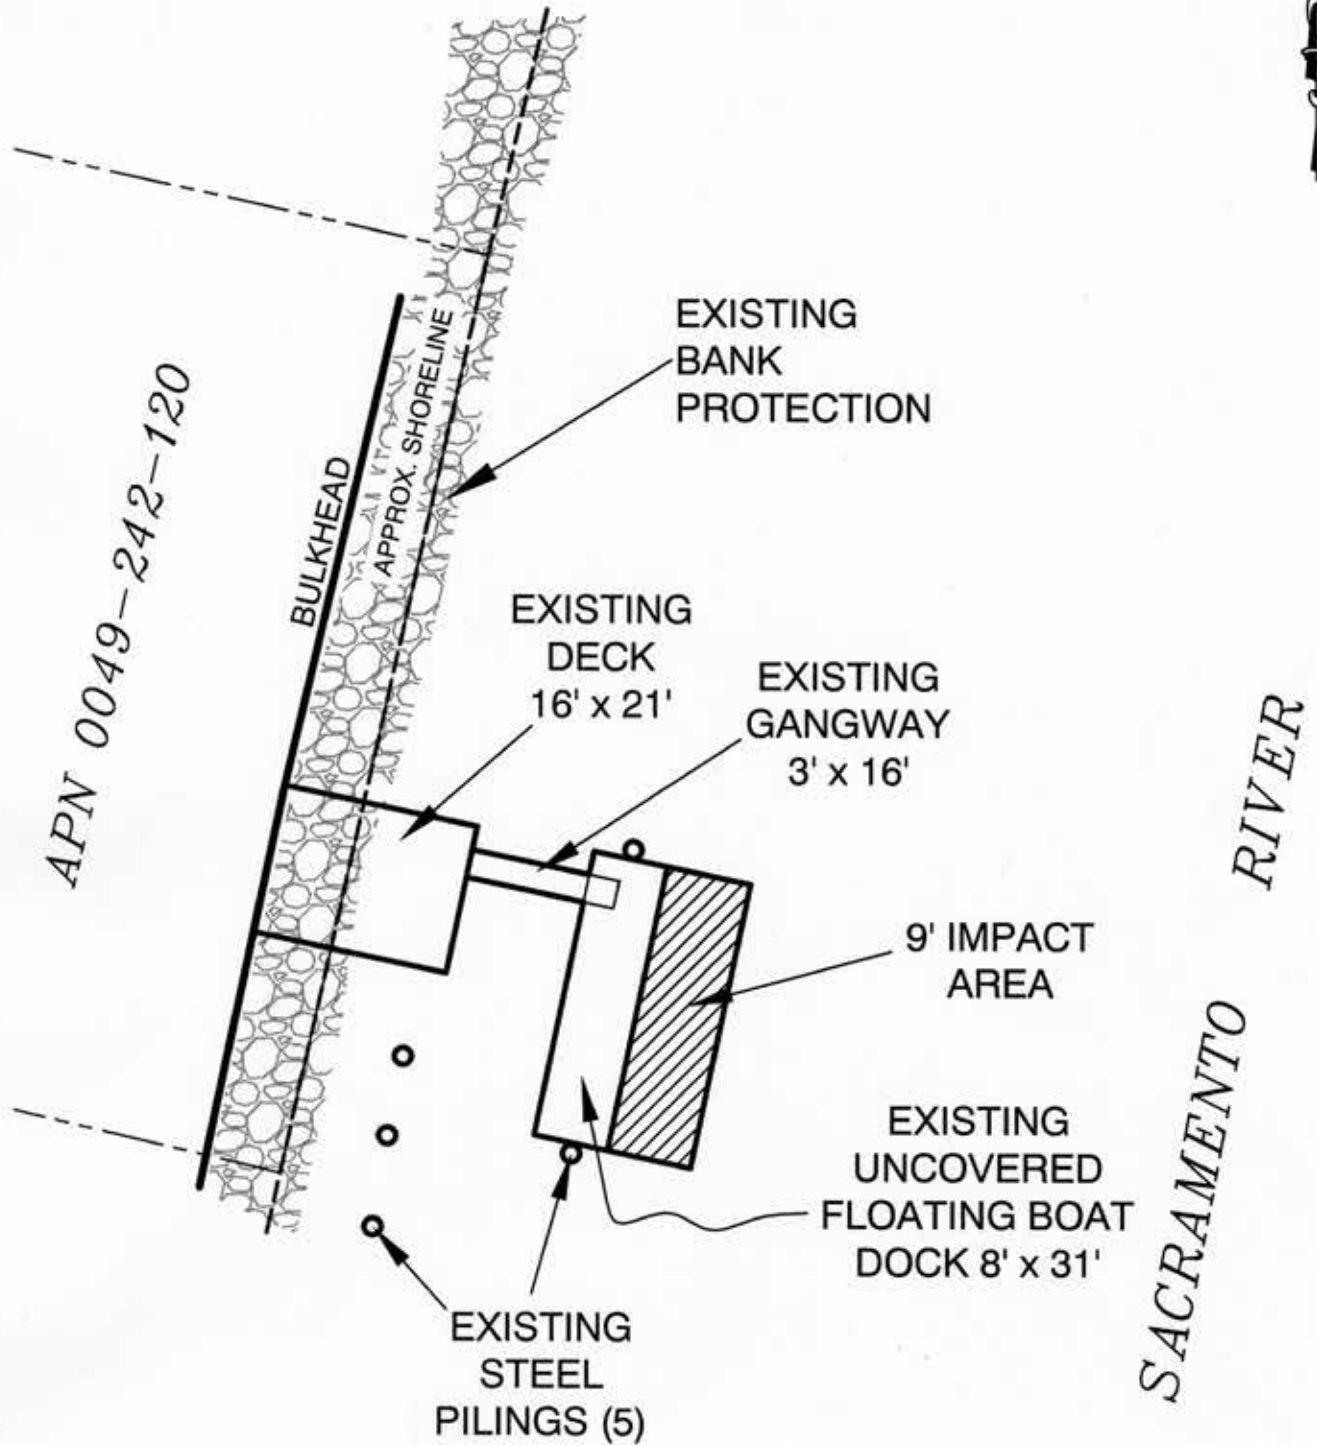 EXISTING
BANK
PROTECTION
APPROX. SHORELINE
BULKHEAD
APN 0049-242-120
EXISTING
DECK
16' x 21'
EXISTING
GANGWAY
3' x 16'
9' IMPACT
AREA
EXISTING
UNCOVERED
FLOATING BOAT
DOCK 8' x 31'
EXISTING
STEEL
PILINGS (5)
SACRAMENTO RIVER